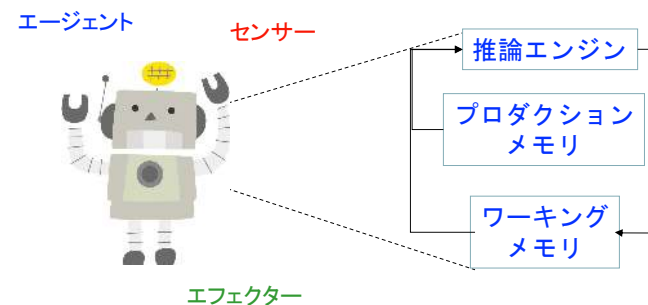 エージェント
センサー
推論エンジン
プロダクション
メモリ
ワーキング
メモリ
エフェクター